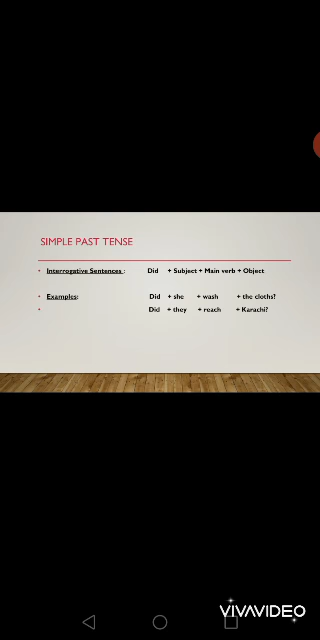 SIMPLE PAST TENSE
• Interrogative Sentences : Did + Subject + Main verb + Object
• Examples: Did + she + wash + the cloths?
• Did + they + reach + Karachi?
VIVAVIDEO